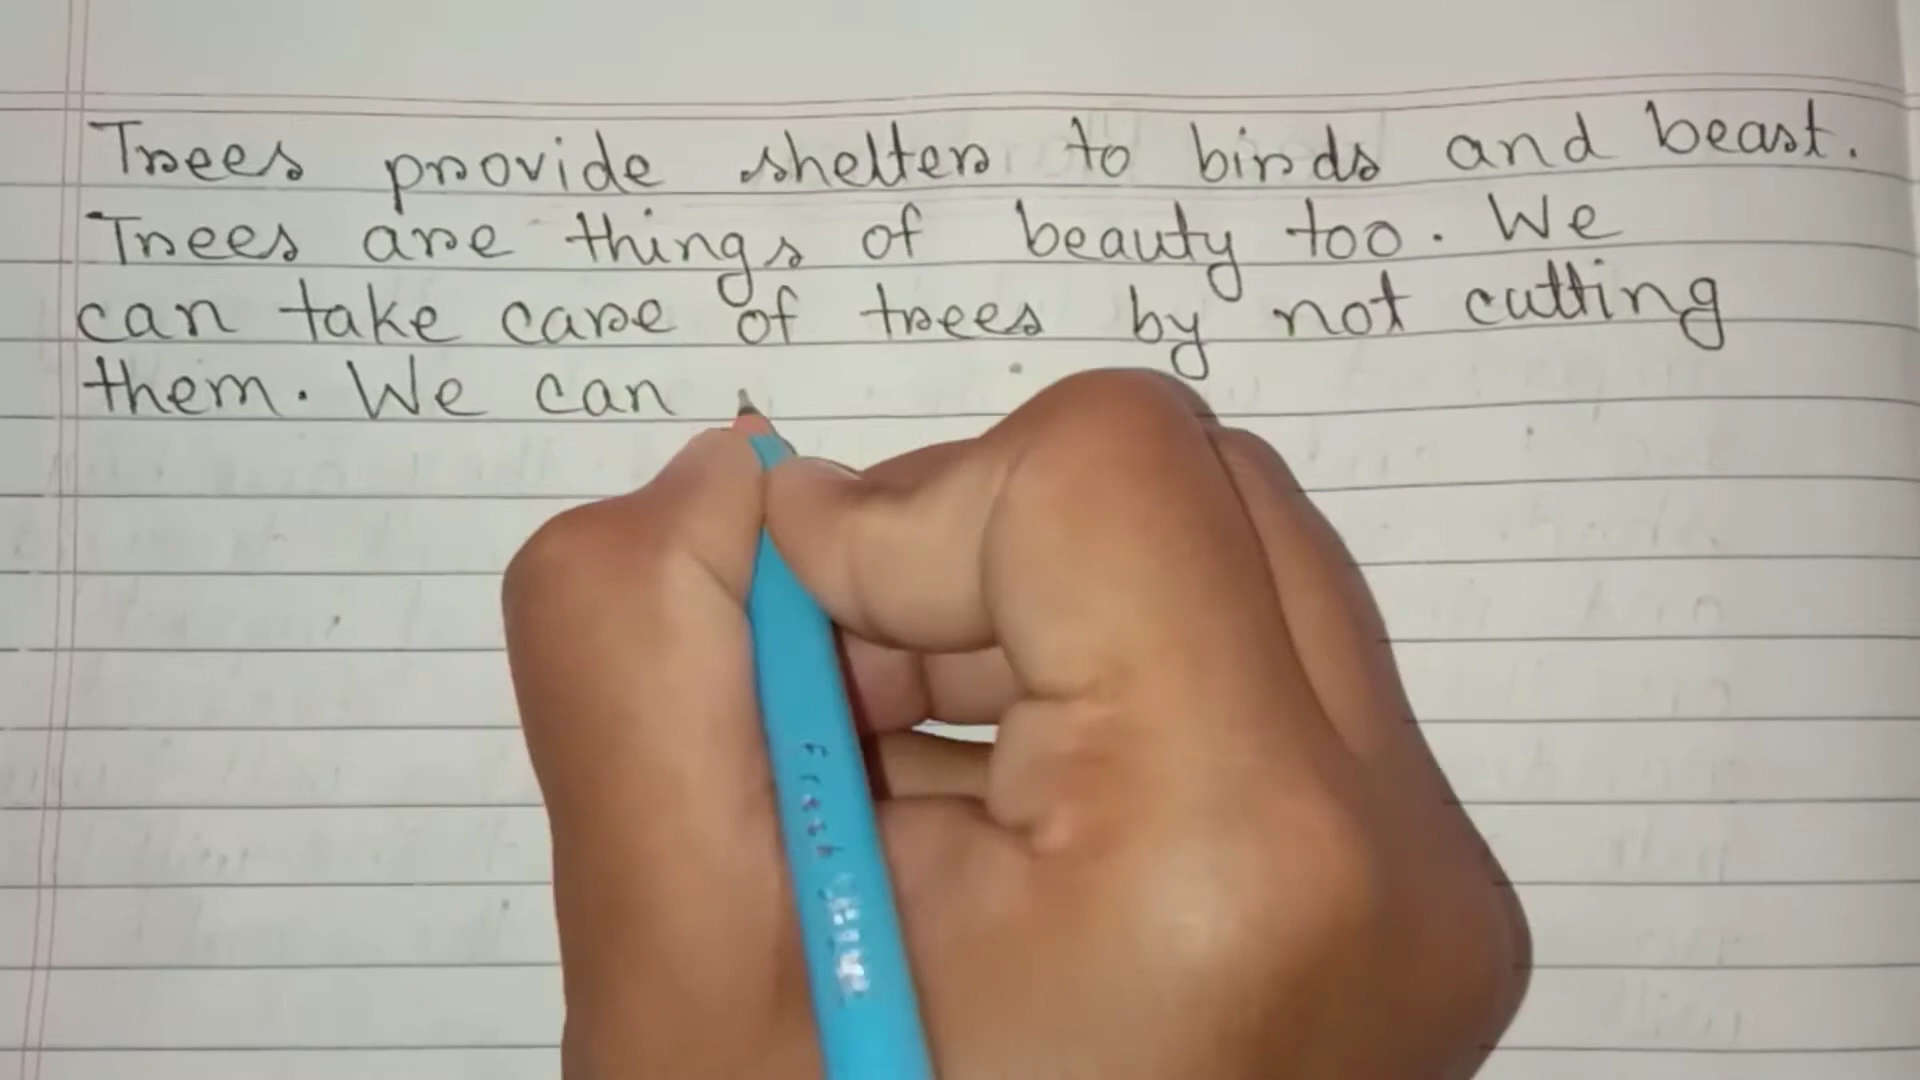 Trees provide shelter to birds and beast.
Trees are things of beauty too. We
can take care of trees by not cutting
them. We can